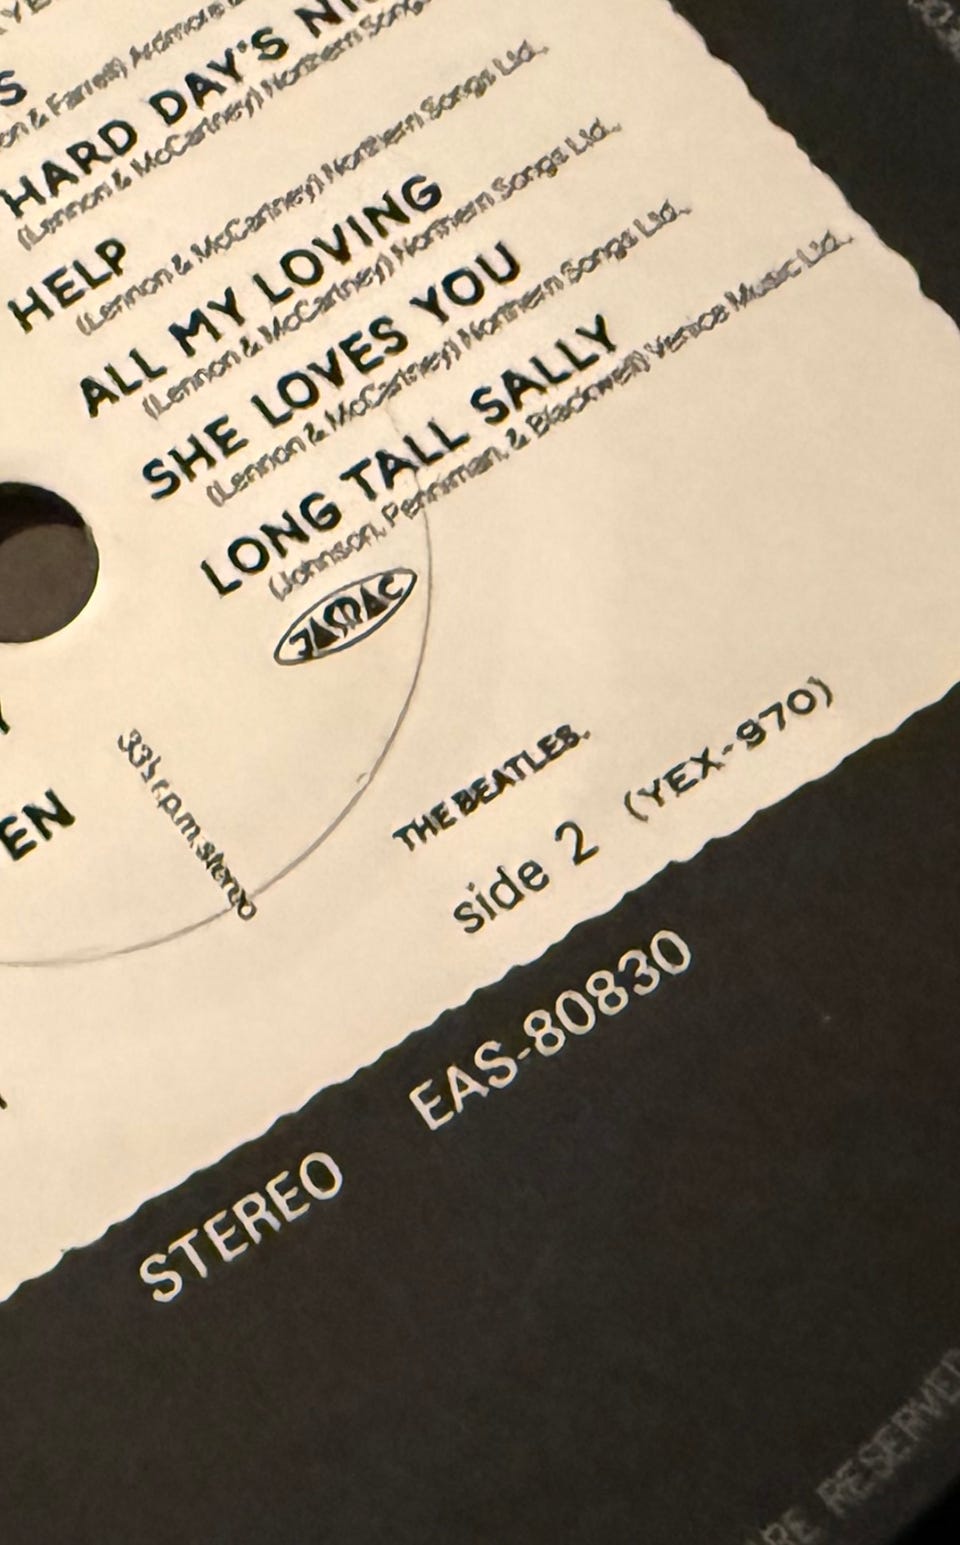 S
& Farrell) Ardmore
HARD DAY'S
(Lennon & McCartney) Northern Songs
HELP
(Lennon & McCartney) Northern Songs Ltd.,
ALL MY LOVING
(Lennon & McCartney) Northern Songs Ltd.,
SHE LOVES YOU
(Lennon & McCartney) Northern Songs Ltd.,
LONG TALL SALLY
(Johnson, Penniman, & Blackwell) Venice Music Ltd.,
JASRAC
EN
33⅓ r.p.m. stereo
THE BEATLES.
side 2 (YEX-970)
STEREO EAS-80830
RESERVED